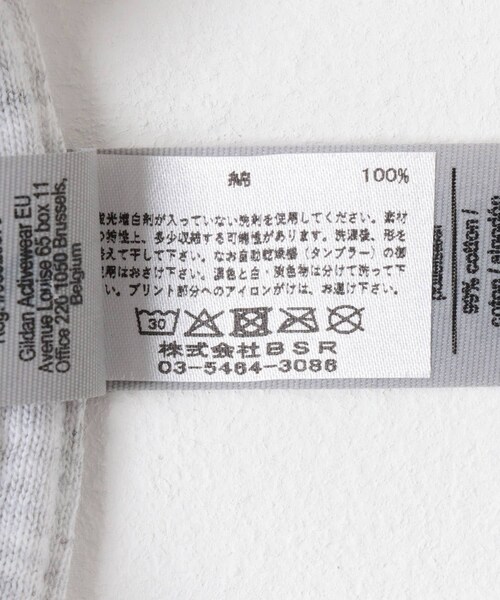 綿 100%
光増白剤が入っていない洗剤を使用してください。素材
の特性上、多少収縮する可能性があります。洗濯後、形を
えて干して下さい。なお自動乾燥機（タンブラー）の御
用はおさけ下さい。濃色と白・淡色物は分けて洗って下
い。プリント部分へのアイロンがけは、お避け下さい。
30
株式会社BSR
03-5464-3086
Gildan Activewear EU
Avenue Louise 65 box 11
Office 220 1050 Brussels,
Belgium
99% cotton /